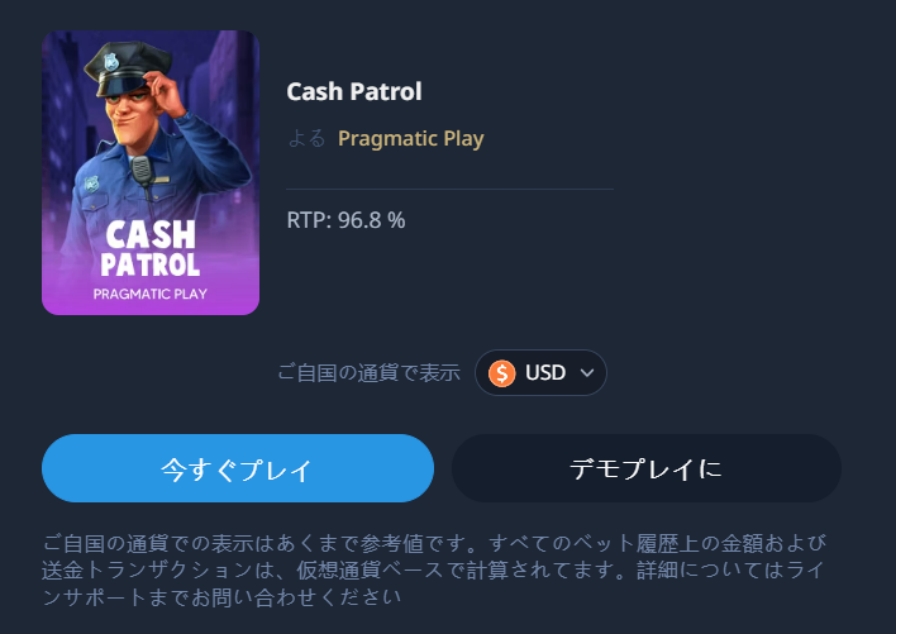 Cash Patrol
よる Pragmatic Play
RTP: 96.8 %
CASH
PATROL
PRAGMATIC PLAY
ご自国の通貨で表示 $ USD
今すぐプレイ デモプレイに
ご自国の通貨での表示はあくまで参考値です。すべてのベット履歴上の金額および
送金トランザクションは、仮想通貨ベースで計算されてます。詳細についてはライ
ンサポートまでお問い合わせください